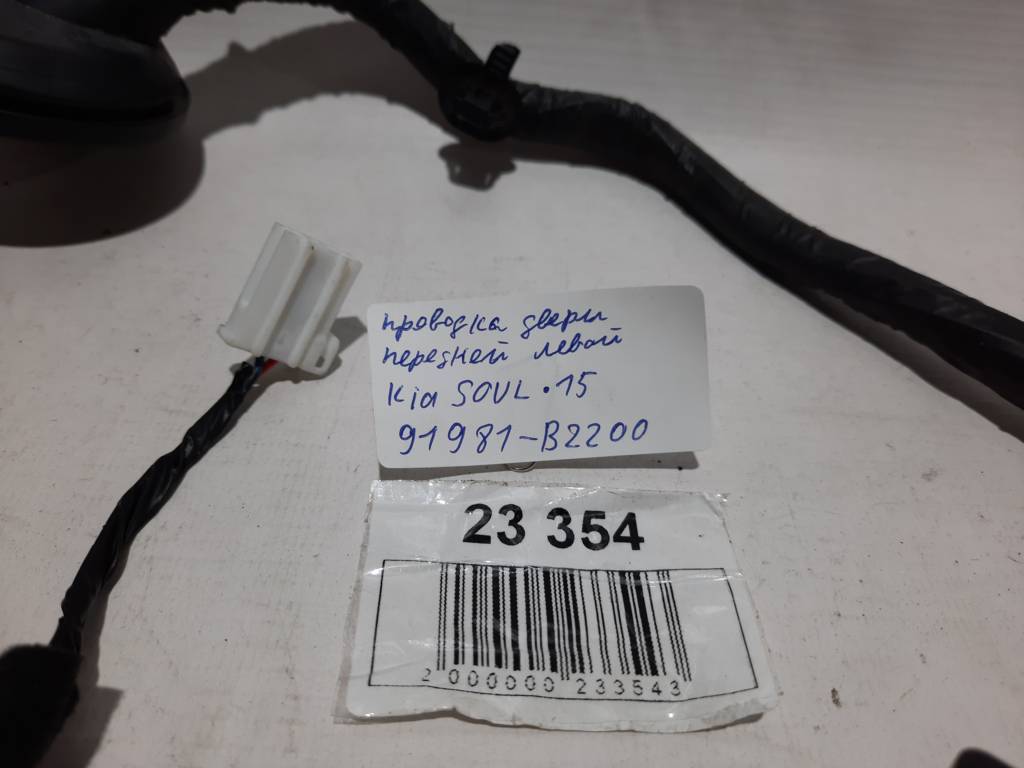 проводка двери
передней левой
Kia SOUL •15
91981-B2200
23 354
2 000000 233543